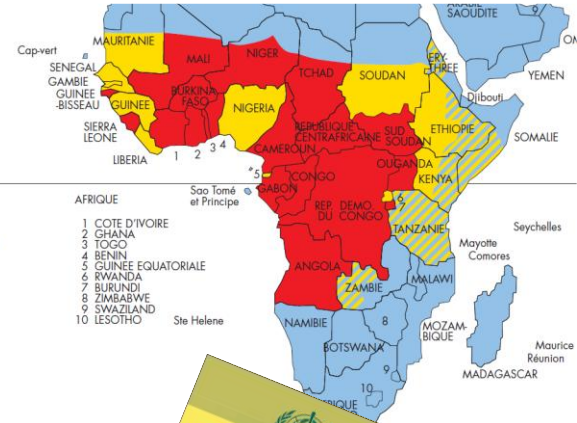 ARABIE
SAOUDITE
9
OM
YEMEN
Cap-vert
MAURITANIE
MALI
NIGER
TCHAD
SOUDAN
ERY-
THREE
Djibouti
SENEGAL
GAMBIE
GUINEE
-BISSEAU
GUINEE
BURKINA
FASO
NIGERIA
SIERRA
LEONE
LIBERIA
1
2
3
4
REPUBLIQUE
CENTRAFRICAINE
SUD
SOUDAN
ETHIOPIE
SOMALIE
CAMEROUN
OUGANDA
KENYA
5
Sao Tomé
et Principe
GABON
CONGO
REP. DEMO.
DU CONGO
6
7
TANZANIE
Seychelles
Mayotte
Comores
AFRIQUE
1 COTE D'IVOIRE
2 GHANA
3 TOGO
4 BENIN
5 GUINEE EQUATORIALE
6 RWANDA
7 BURUNDI
8 ZIMBABWE
9 SWAZILAND
10 LESOTHO
Ste Helene
ANGOLA
ZAMBIE
MALAWI
NAMIBIE
8
MOZAM-
BIQUE
BOTSWANA
9
10
RIQUE
MADAGASCAR
Maurice
Réunion